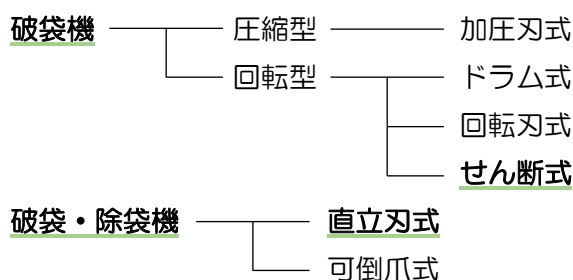 破袋機 圧縮型 加圧刃式
回転型 ドラム式
回転刃式
せん断式
破袋・除袋機 直立刃式
可倒爪式